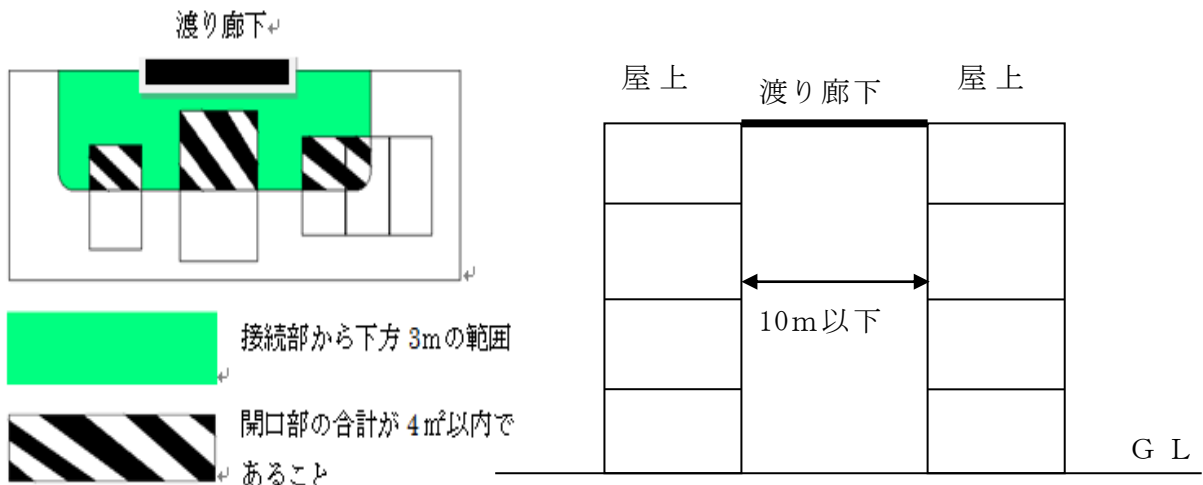 渡り廊下↵
↵
接続部から下方3mの範囲
↵
開口部の合計が4㎡以内で
↵あること
屋上
渡り廊下
屋上
10m以下
GL